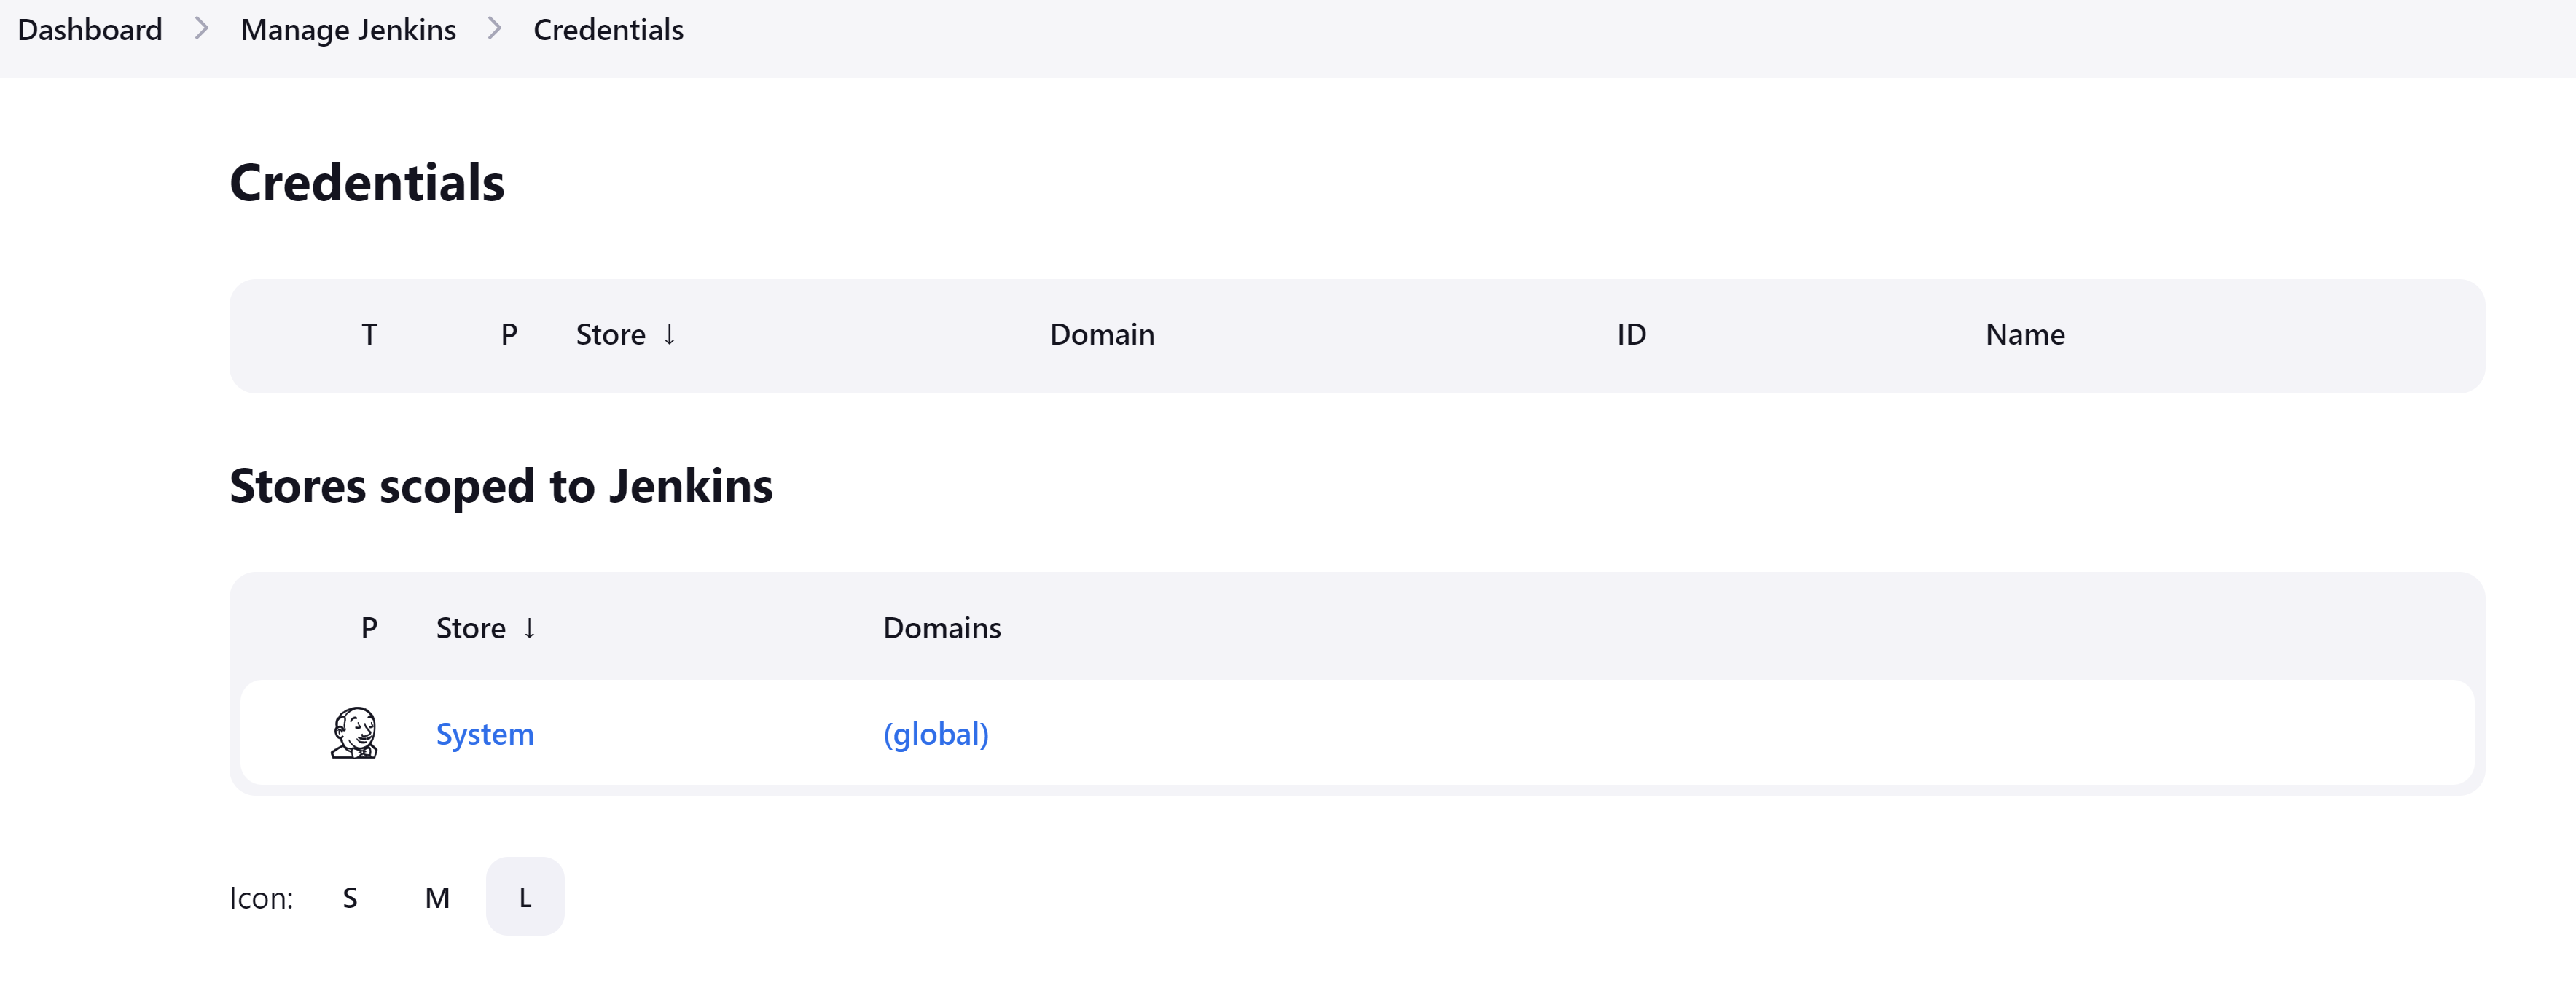 Dashboard > Manage Jenkins > Credentials
Credentials
T P Store ↓ Domain ID Name
Stores scoped to Jenkins
P Store ↓ Domains
System (global)
Icon: S M L